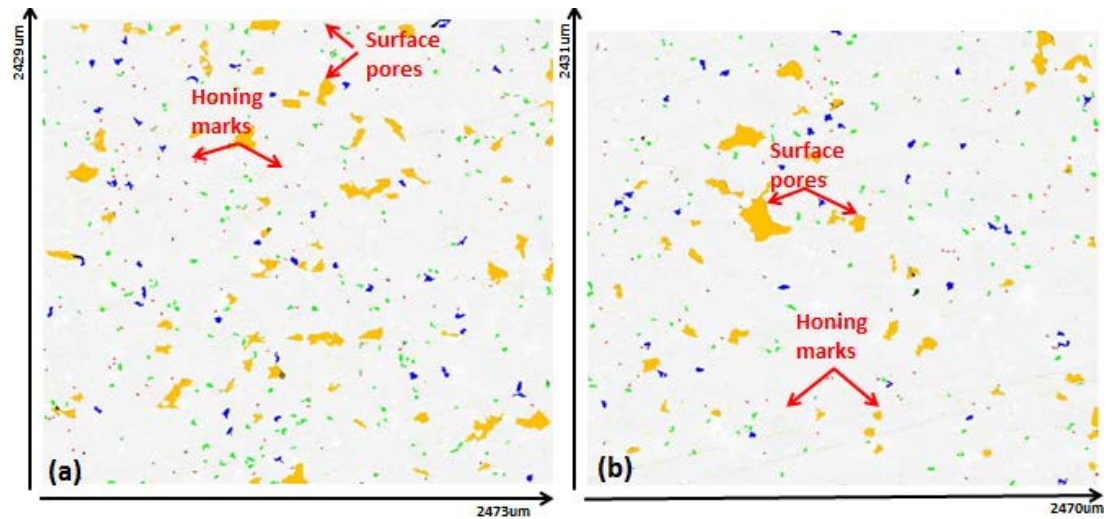 2429um
Surface
pores
Honing
marks
(a)
2473um
2431um
Surface
pores
Honing
marks
(b)
2470um